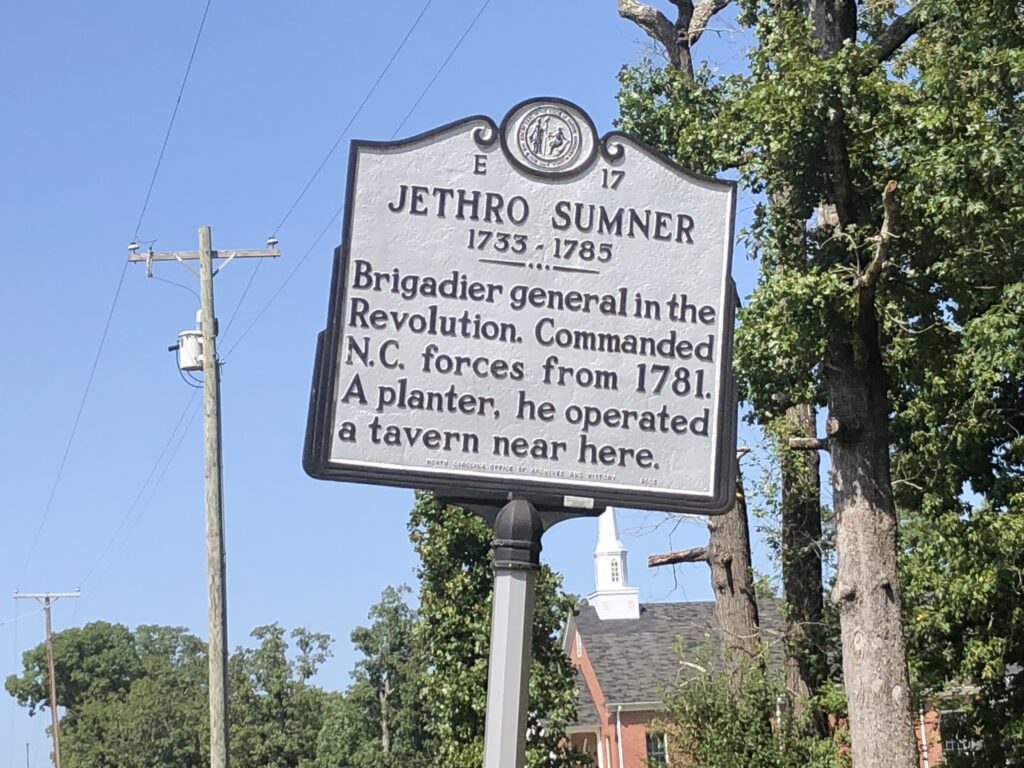 E 17
JETHRO SUMNER
1733 - 1785
Brigadier general in the
Revolution. Commanded
N.C. forces from 1781.
A planter, he operated
a tavern near here.
NORTH CAROLINA OFFICE OF ARCHIVES AND HISTORY 2005